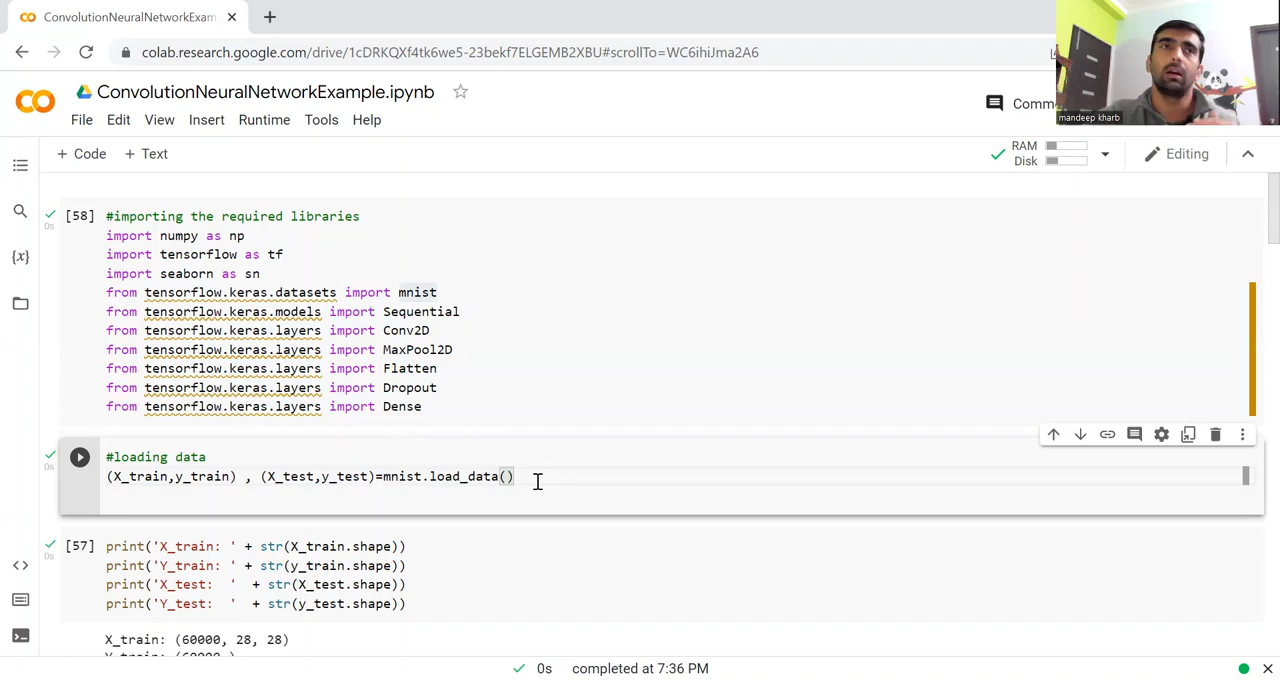 ConvolutionNeuralNetworkExam
colab.research.google.com/drive/1cDRKQXf4tk6we5-23bekf7ELGEMB2XBU#scrollTo=WC6ihiJma2A6
ConvolutionNeuralNetworkExample.ipynb
File Edit View Insert Runtime Tools Help
Comm
mandeep kharb
+ Code + Text
RAM
Disk
Editing
[58] #importing the required libraries
import numpy as np
import tensorflow as tf
import seaborn as sn
from tensorflow.keras.datasets import mnist
from tensorflow.keras.models import Sequential
from tensorflow.keras.layers import Conv2D
from tensorflow.keras.layers import MaxPool2D
from tensorflow.keras.layers import Flatten
from tensorflow.keras.layers import Dropout
from tensorflow.keras.layers import Dense
0s
#loading data
(X_train,y_train) , (X_test,y_test)=mnist.load_data()
0s
[57] print('X_train: ' + str(X_train.shape))
print('Y_train: ' + str(y_train.shape))
print('X_test:  ' + str(X_test.shape))
print('Y_test:  ' + str(y_test.shape))
0s
X_train: (60000, 28, 28)
Y_train: (60000,)
0s completed at 7:36 PM